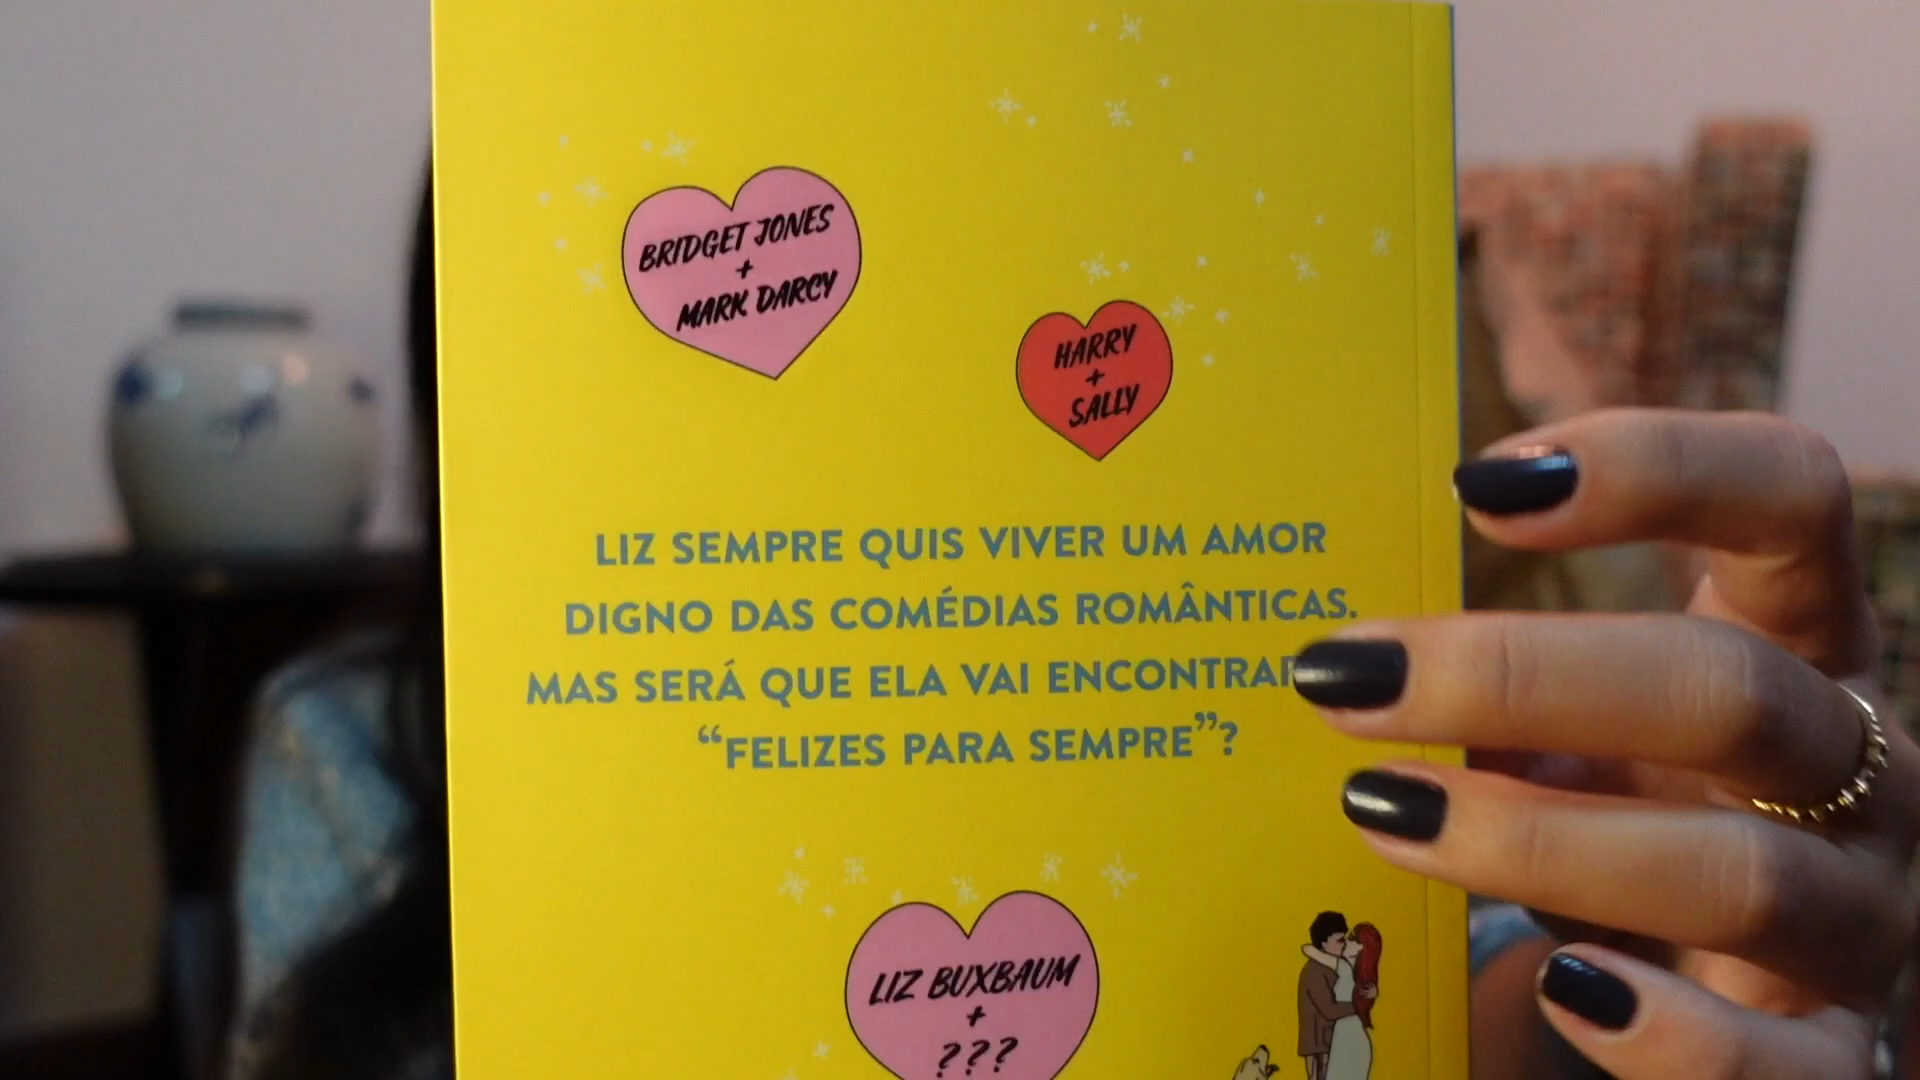 BRIDGET JONES
+
MARK DARCY
HARRY
+
SALLY
LIZ SEMPRE QUIS VIVER UM AMOR
DIGNO DAS COMÉDIAS ROMÂNTICAS.
MAS SERÁ QUE ELA VAI ENCONTRAR
“FELIZES PARA SEMPRE”?
LIZ BUXBAUM
+
???